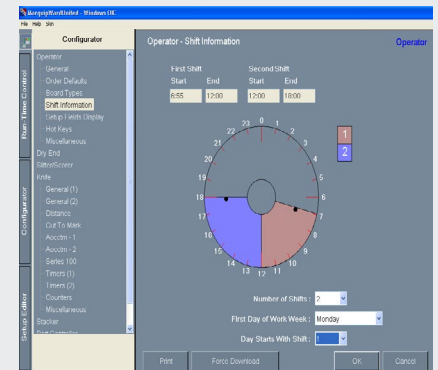 MarquipWardUnited - Windows OIC
File Help Skin
Run-Time Control
Configurator
Setup Editor
Configurator
Operator
General
Order Defaults
Board Types
Shift Information
Setup Fields Display
Hot Keys
Miscellaneous
Dry End
Slitter/Scorer
Knife
General (1)
General (2)
Distance
Cut To Mark
Aocctm - 1
Aocctm - 2
Series 100
Timers (1)
Timers (2)
Counters
Miscellaneous
Stacker
Operator - Shift Information
Operator
First Shift Second Shift
Start End Start End
6:55 12:00 12:00 18:00
0
1
2
3
4
5
6
7
8
9
10
11
12
13
14
15
16
17
18
19
20
21
22
23
1
2
Number of Shifts : 2
First Day of Work Week : Monday
Day Starts With Shift : 1
Print Force Download OK Cancel